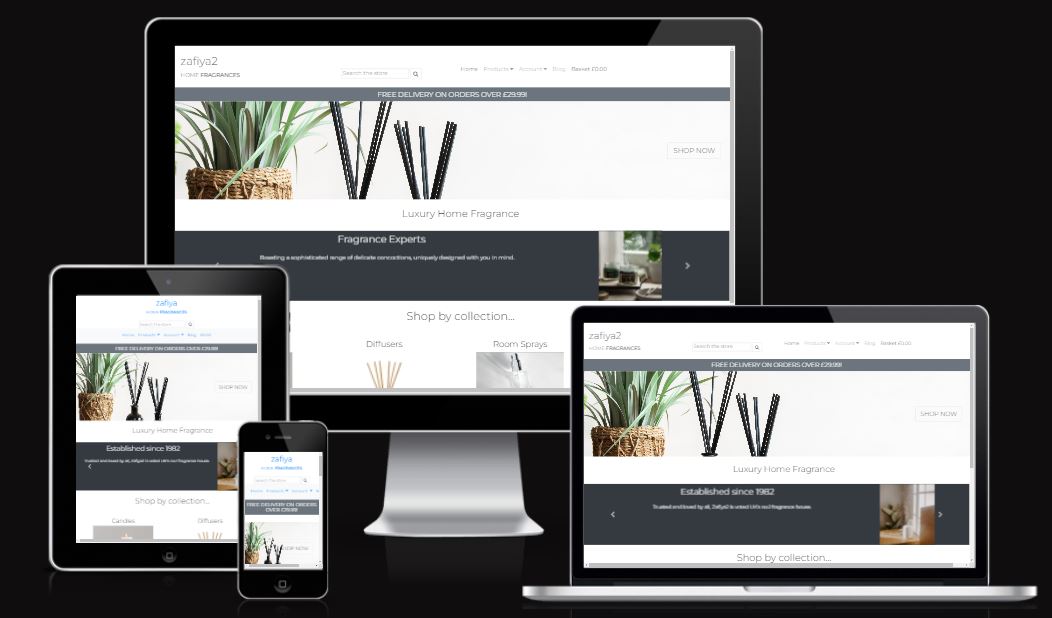 zafiya2
HOME FRAGRANCES
Search the store
Home Products Account Blog Basket £0.00
FREE DELIVERY ON ORDERS OVER £29.99!
SHOP NOW
Luxury Home Fragrance
Fragrance Experts
Boasting a sophisticated range of delicate concoctions, uniquely designed with you in mind.
Shop by collection...
Diffusers
Room Sprays
zafiya
HOME FRAGRANCES
Search the store
Home Products Account Blog
FREE DELIVERY ON ORDERS OVER £29.99!
SHOP NOW
Luxury Home Fragrance
Established since 1982
Shop by collection...
Candles
Diffusers
zafiya
HOME FRAGRANCES
Search the store
Home Products Account
FREE DELIVERY ON ORDERS
OVER £29.99!
SHOP NOW
zafiya2
HOME FRAGRANCES
Search the store
Home Products Account Blog Basket £0.00
FREE DELIVERY ON ORDERS OVER £29.99!
SHOP NOW
Luxury Home Fragrance
Established since 1982
Trusted and loved by all, Zafiya2 is voted UK's no.1 fragrance house.
Shop by collection...